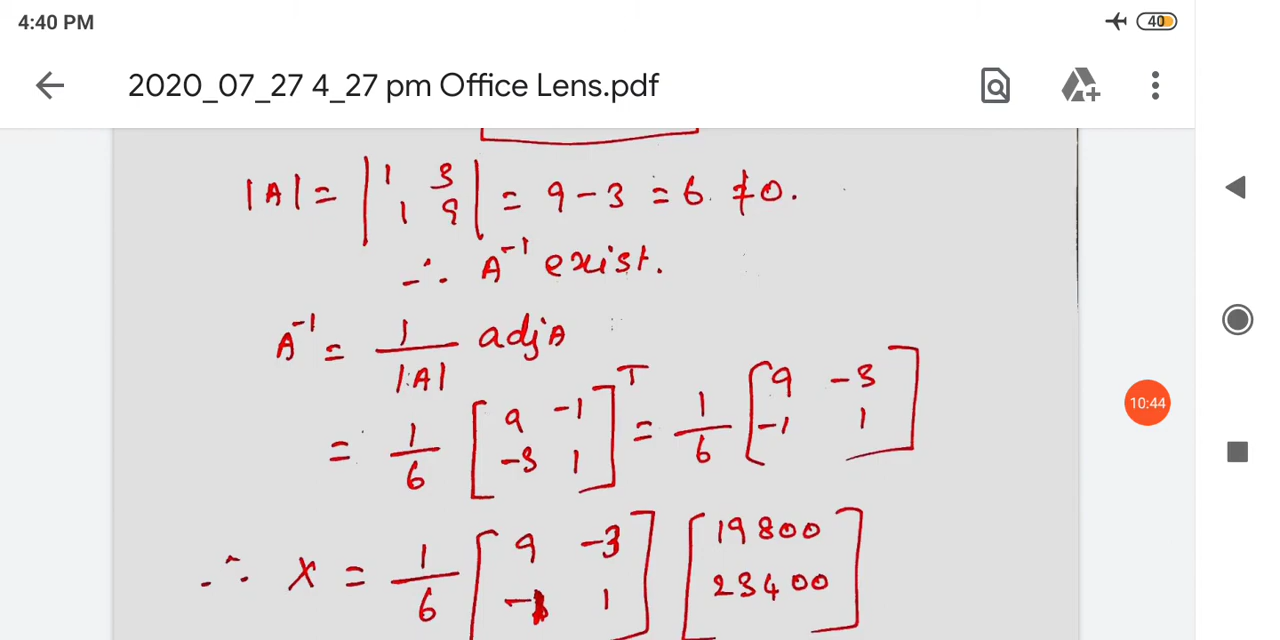 4:40 PM
40
2020_07_27 4_27 pm Office Lens.pdf
|A| = | 1 3 | = 9 - 3 = 6. ≠0.
| 1 9 |
∴ A⁻¹ exist.
A⁻¹ = 1/|A| adjA
= 1/6 [ 9 -1 ]ᵀ = 1/6 [ 9 -3 ]
[ -3 1 ] [ -1 1 ]
10:44
∴ X = 1/6 [ 9 -3 ] [ 19800 ]
[ -1 1 ] [ 23400 ]